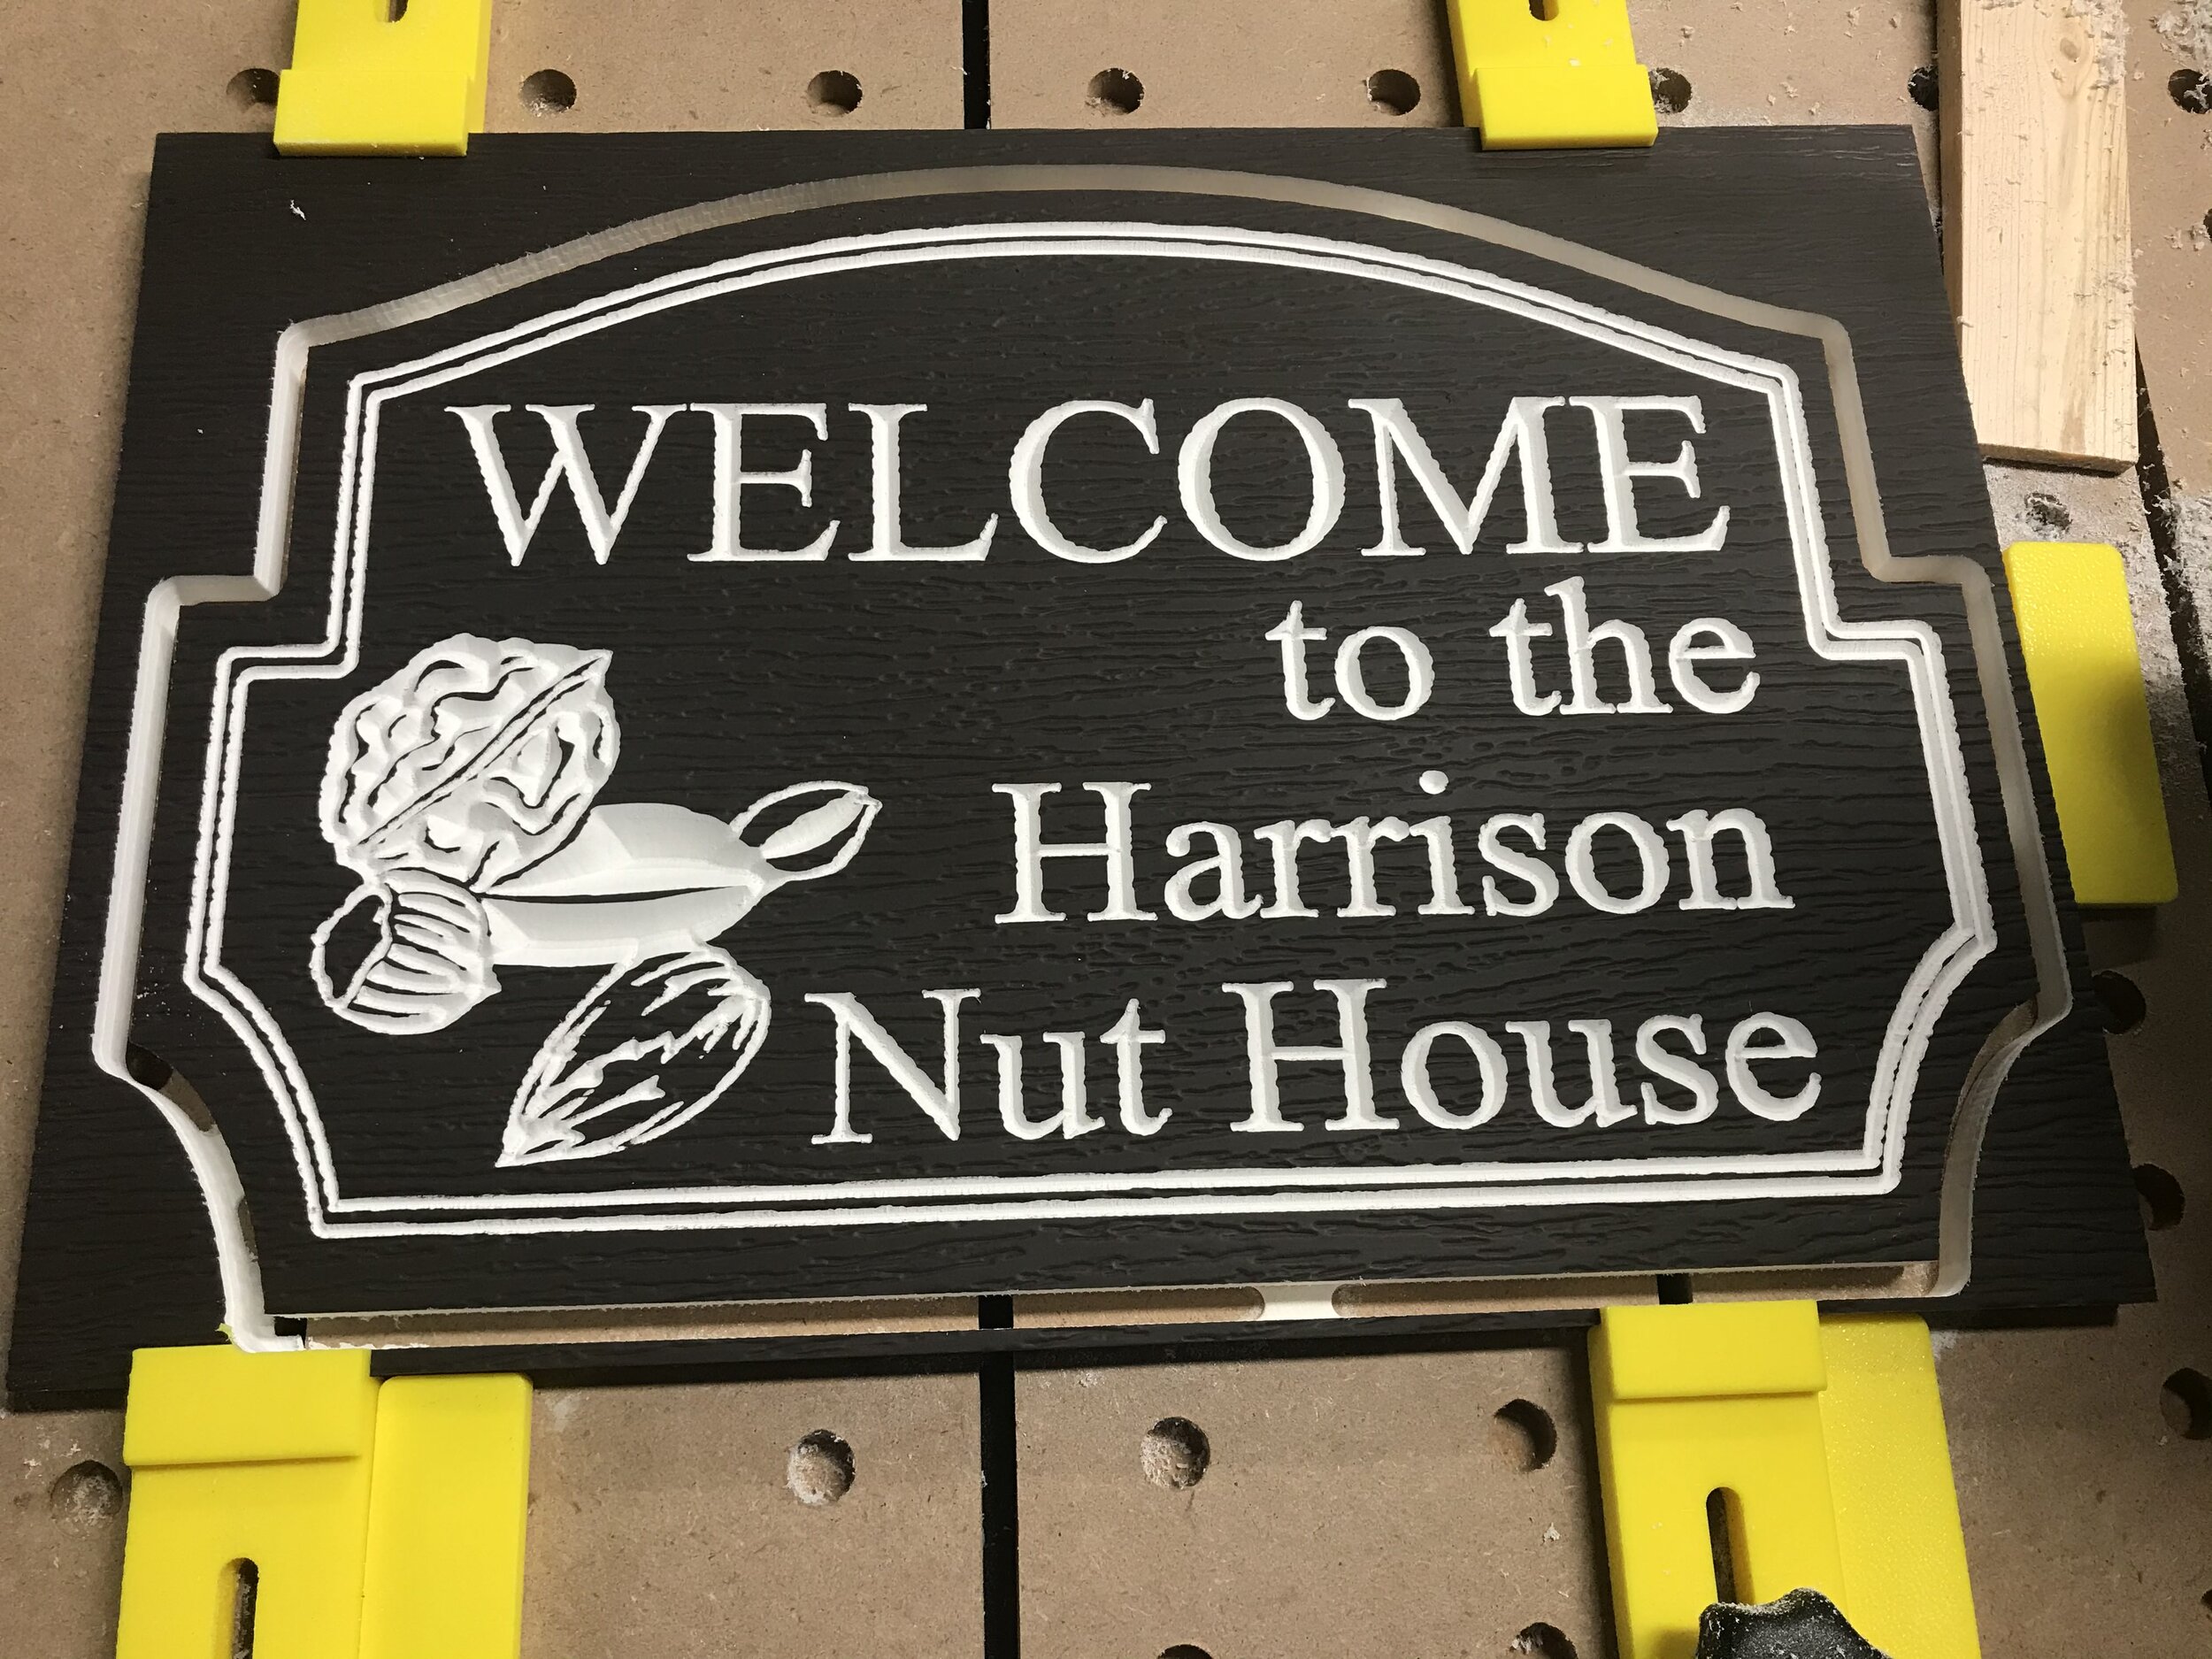 WELCOME
to the
Harrison
Nut House